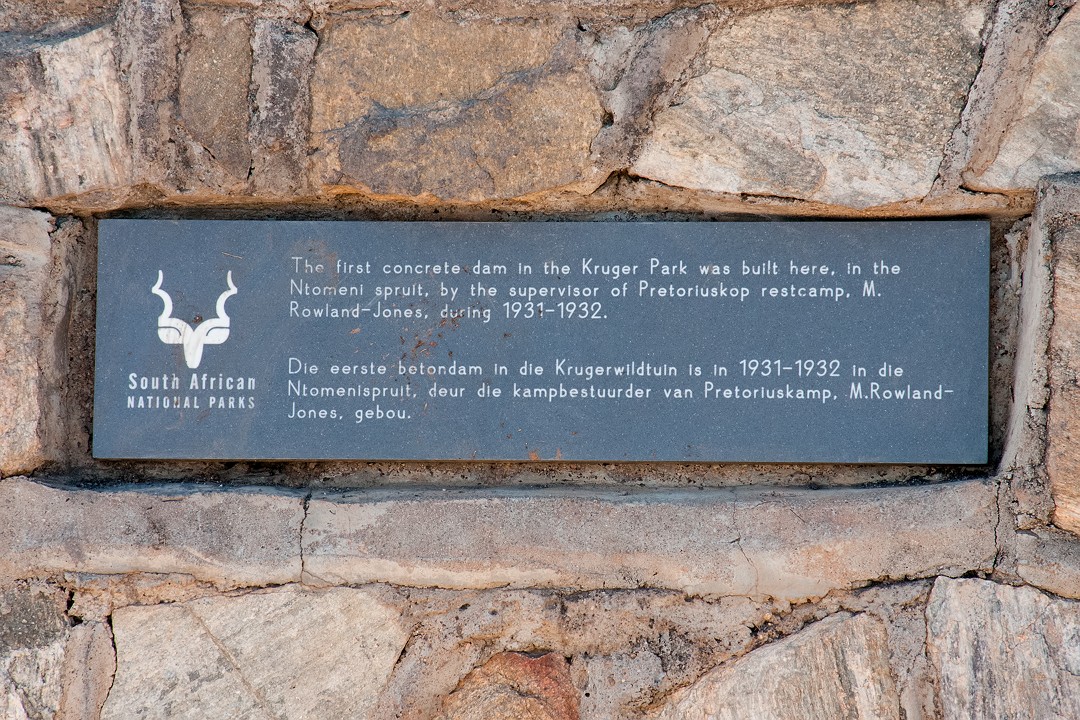 The first concrete dam in the Kruger Park was built here, in the
Ntomeni spruit, by the supervisor of Pretoriuskop restcamp, M.
Rowland-Jones, during 1931-1932.
Die eerste betondam in die Krugerwildtuin is in 1931-1932 in die
Ntomenispruit, deur die kampbestuurder van Pretoriuskamp, M.Rowland-
Jones, gebou.
South African
NATIONAL PARKS